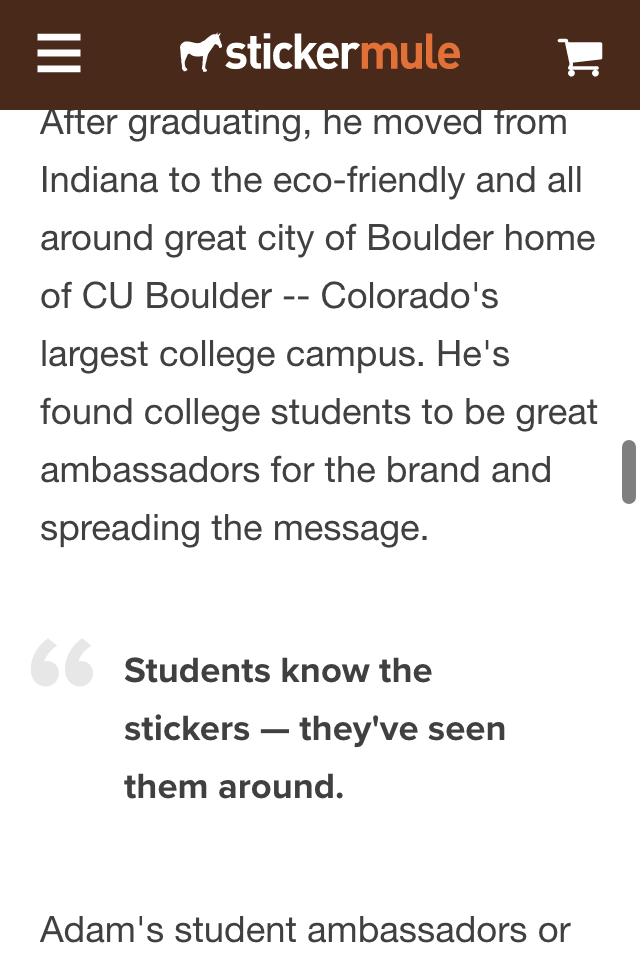 stickermule
After graduating, he moved from
Indiana to the eco-friendly and all
around great city of Boulder home
of CU Boulder -- Colorado's
largest college campus. He's
found college students to be great
ambassadors for the brand and
spreading the message.
“
Students know the
stickers — they've seen
them around.
Adam's student ambassadors or